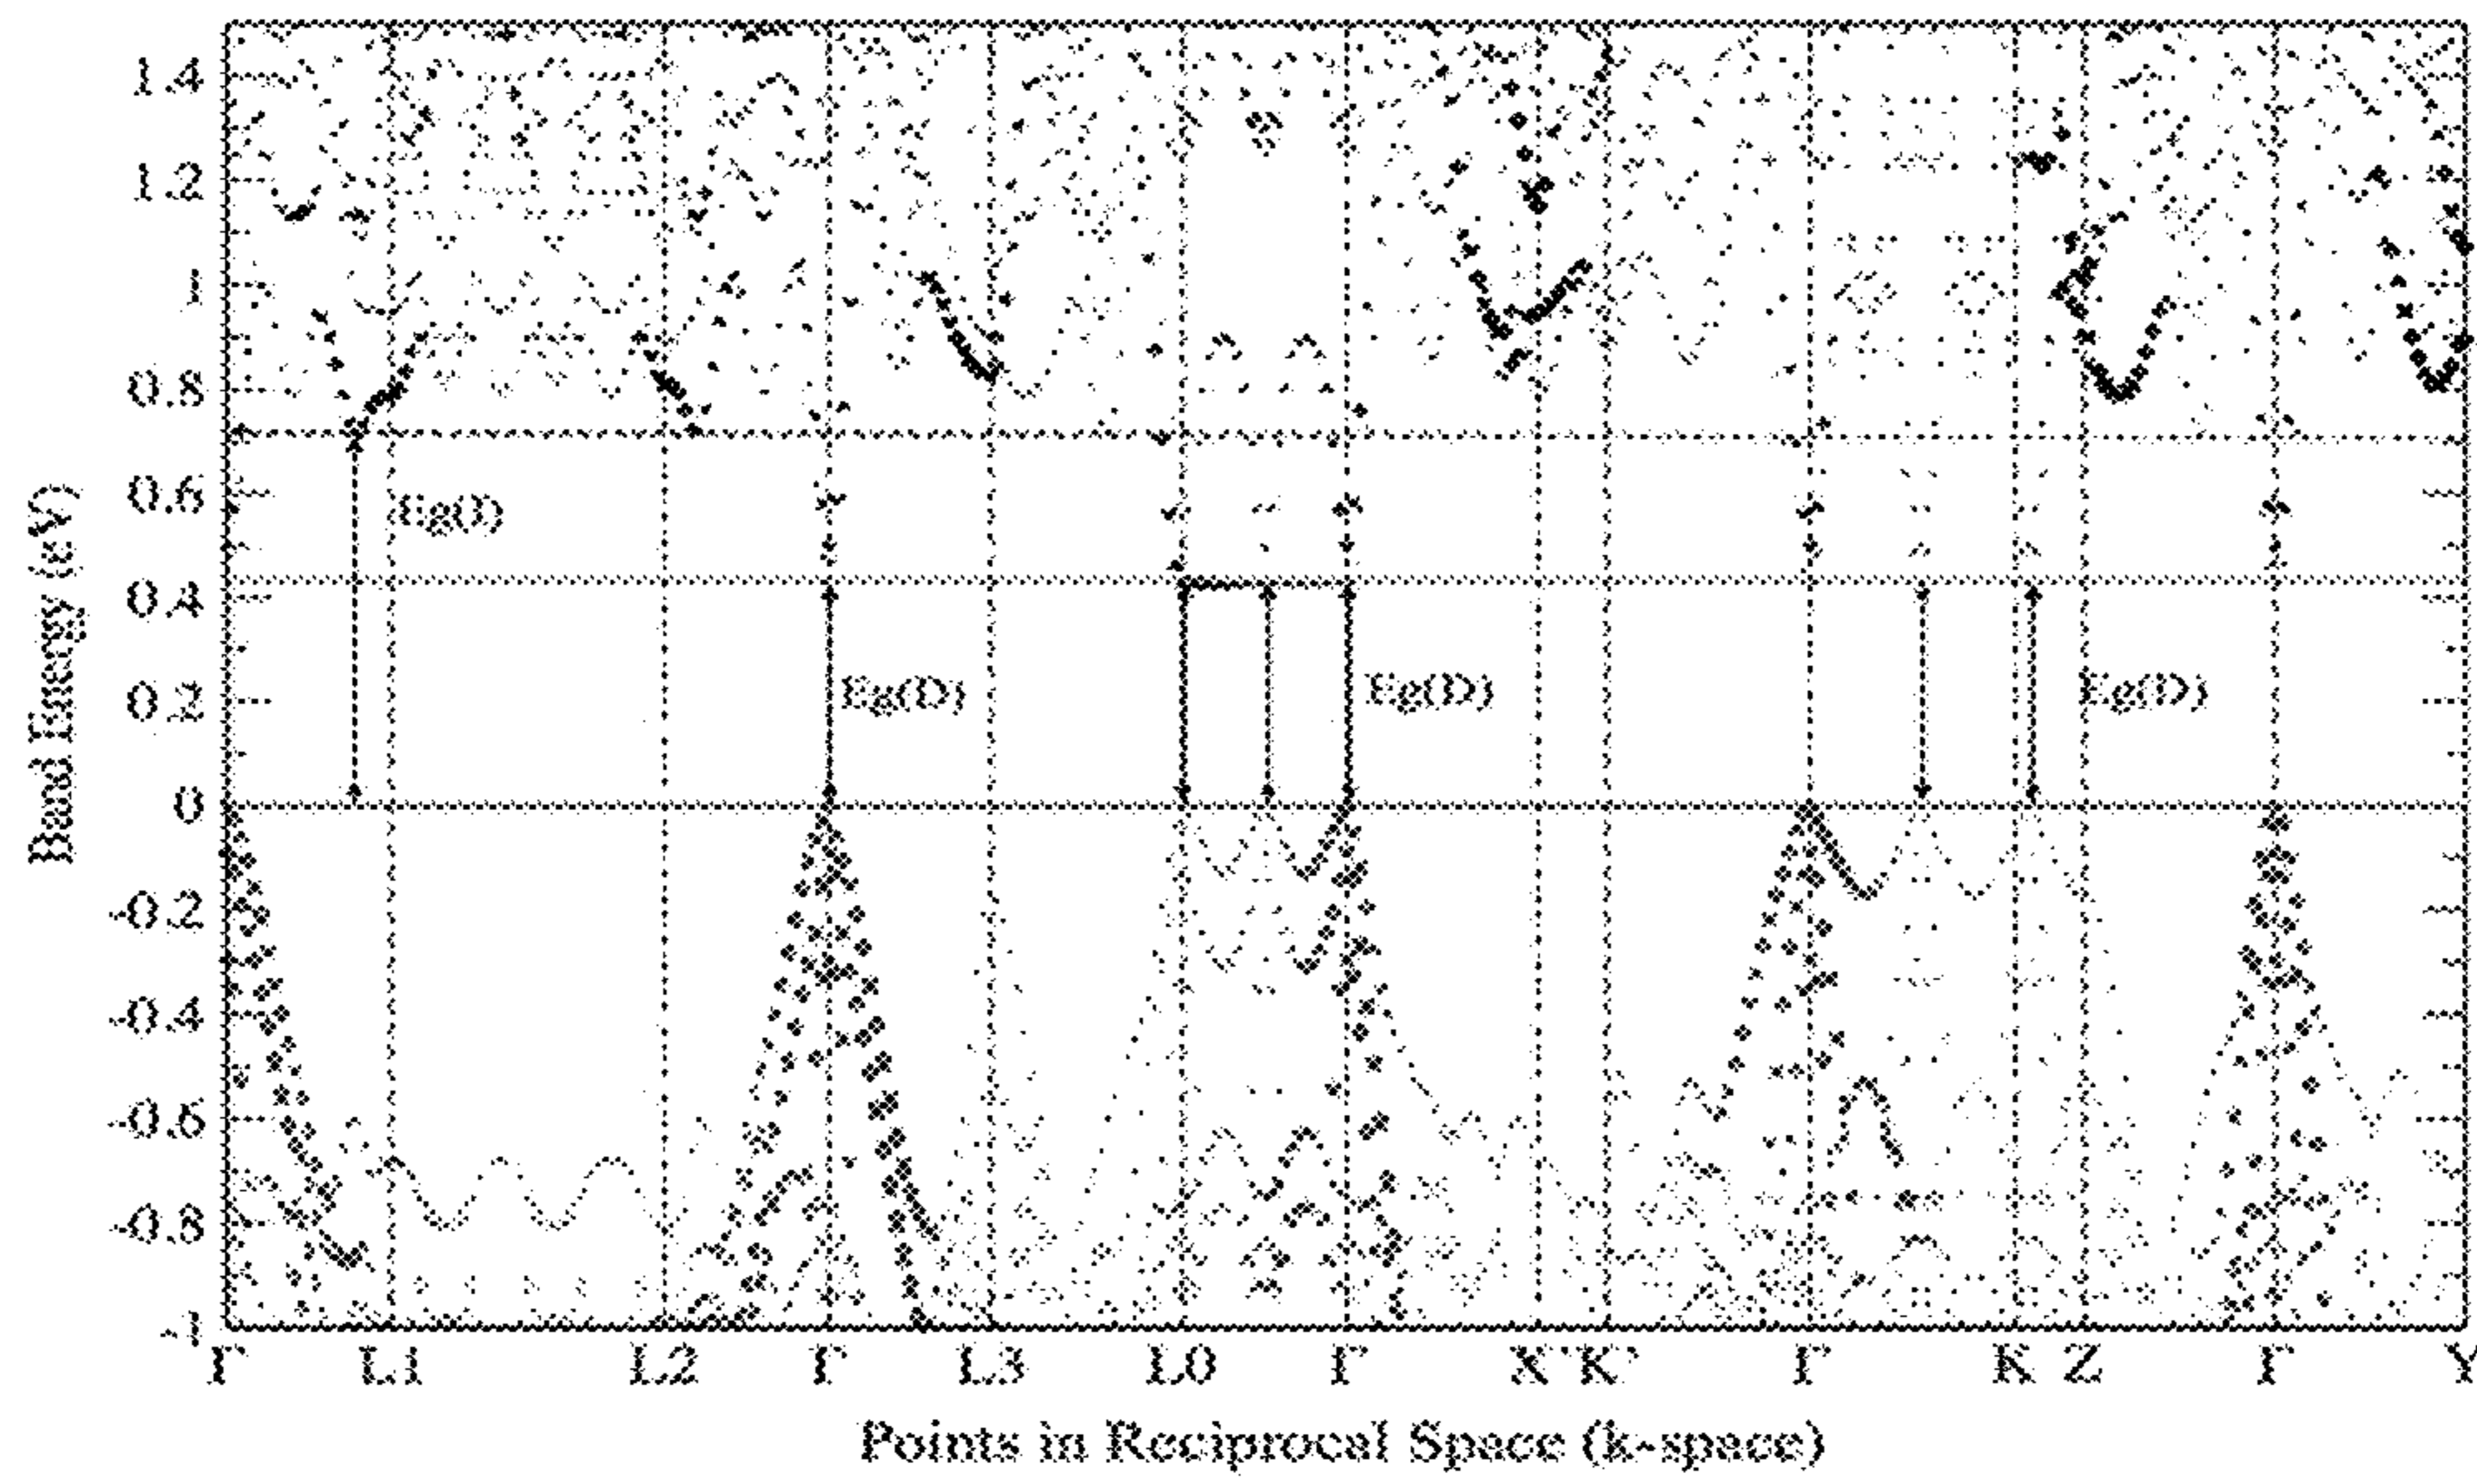 1.4
1.2
1
0.8
0.6
0.4
0.2
0
-0.2
-0.4
-0.6
-0.8
-1
Band Energy (eV)
Eg(I)
Eg(D)
Eg(D)
Eg(D)
Γ L1 L2 Γ L3 L0 Γ X K Γ K Z Γ Y
Points in Reciprocal Space (k-space)